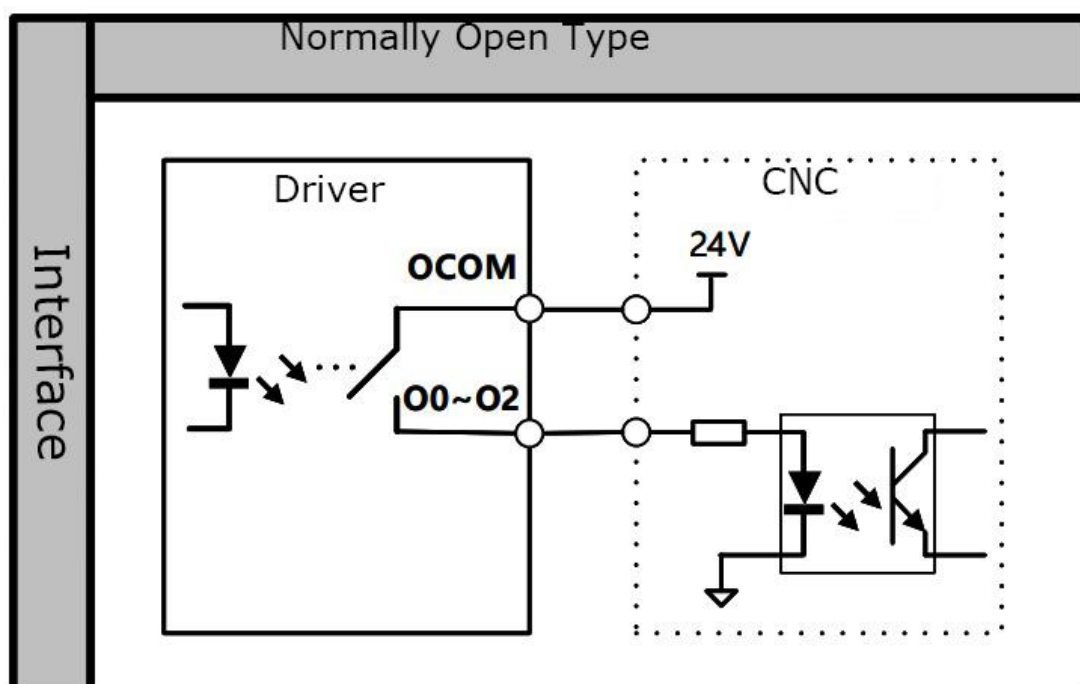 Normally Open Type
Interface
Driver
CNC
24V
OCOM
O0~O2